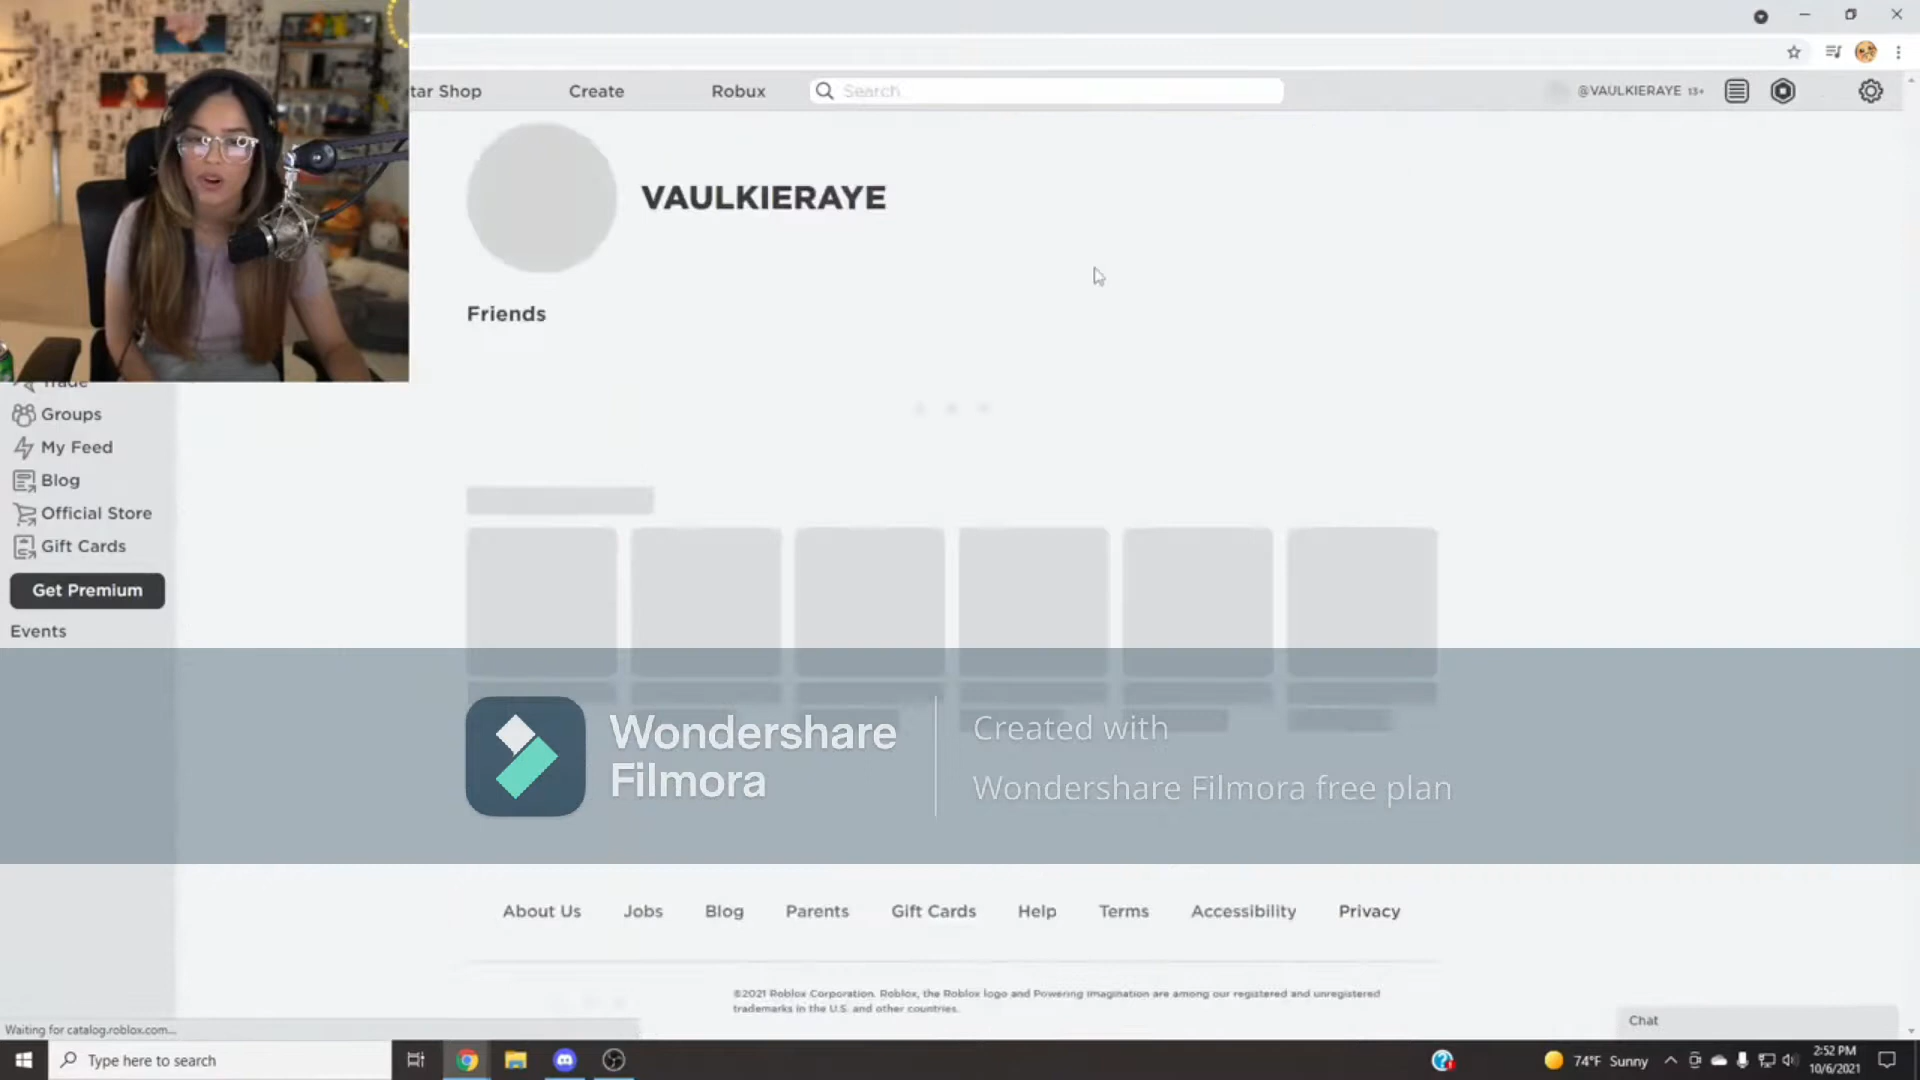 tar Shop
Create
Robux
Search
@VAULKIERAYE 13+
VAULKIERAYE
Friends
Trade
Groups
My Feed
Blog
Official Store
Gift Cards
Get Premium
Events
Wondershare
Filmora
Created with
Wondershare Filmora free plan
About Us
Jobs
Blog
Parents
Gift Cards
Help
Terms
Accessibility
Privacy
©2021 Roblox Corporation. Roblox, the Roblox logo and Powering Imagination are among our registered and unregistered
trademarks in the U.S. and other countries.
Chat
Waiting for catalog.roblox.com...
Type here to search
74°F Sunny
2:52 PM
10/6/2021